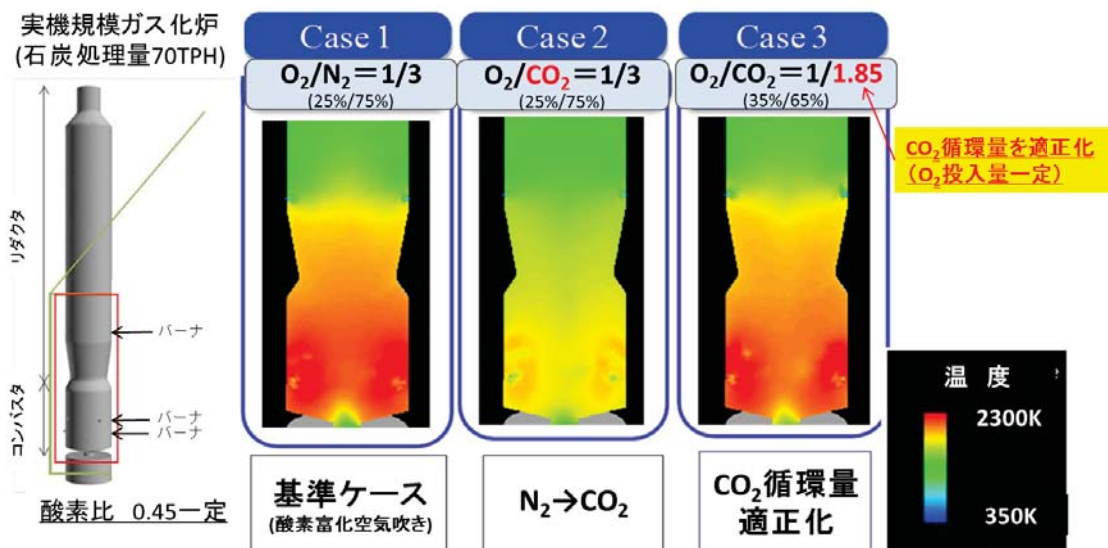 実機規模ガス化炉
(石炭処理量70TPH)
リダクタ
コンバスタ
バーナ
バーナ
バーナ
酸素比 0.45一定
Case 1
O₂/N₂=1/3
(25%/75%)
基準ケース
(酸素富化空気吹き)
Case 2
O₂/CO₂=1/3
(25%/75%)
N₂→CO₂
Case 3
O₂/CO₂=1/1.85
(35%/65%)
CO₂循環量
適正化
CO₂循環量を適正化
(O₂投入量一定)
温 度
2300K
350K